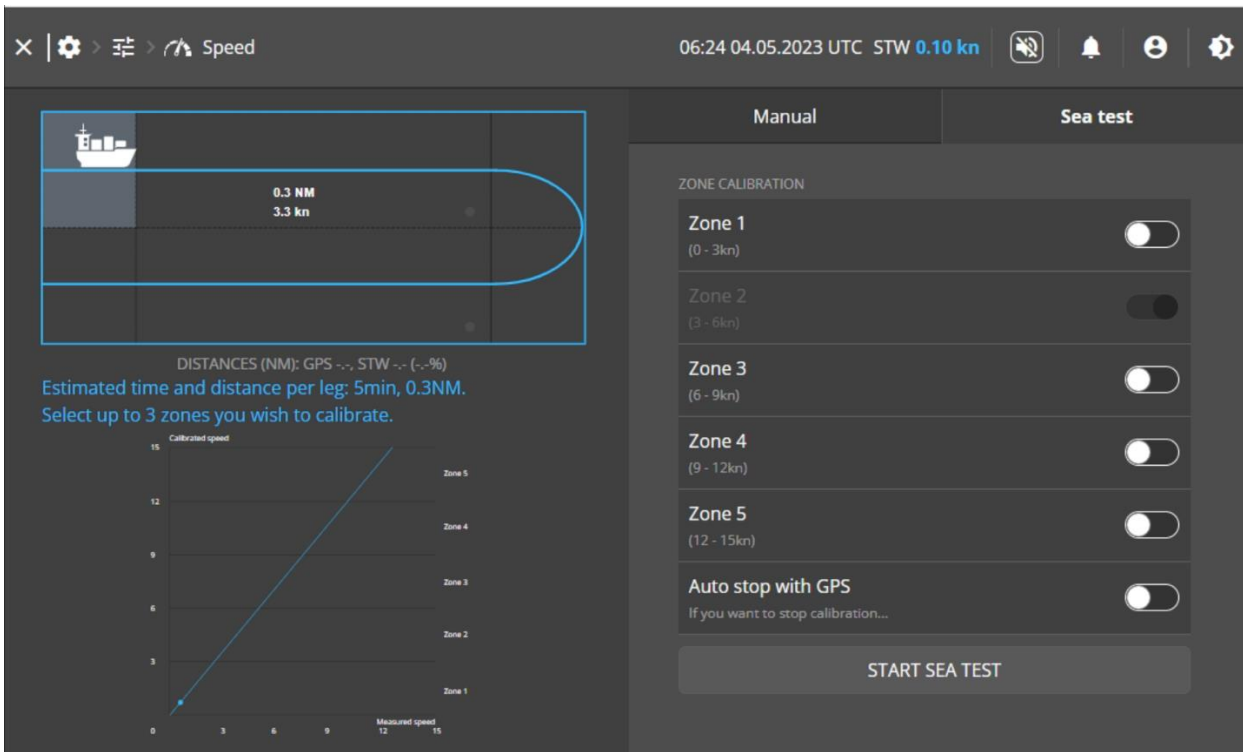 Speed
06:24 04.05.2023 UTC STW 0.10 kn
0.3 NM
3.3 kn
DISTANCES (NM): GPS -.-, STW -.- (-.-%)
Estimated time and distance per leg: 5min, 0.3NM.
Select up to 3 zones you wish to calibrate.
Calibrated speed
15
12
9
6
3
Zone 5
Zone 4
Zone 3
Zone 2
Zone 1
Measured speed
0 3 6 9 12 15
Manual
Sea test
ZONE CALIBRATION
Zone 1
(0 - 3kn)
Zone 2
(3 - 6kn)
Zone 3
(6 - 9kn)
Zone 4
(9 - 12kn)
Zone 5
(12 - 15kn)
Auto stop with GPS
If you want to stop calibration...
START SEA TEST